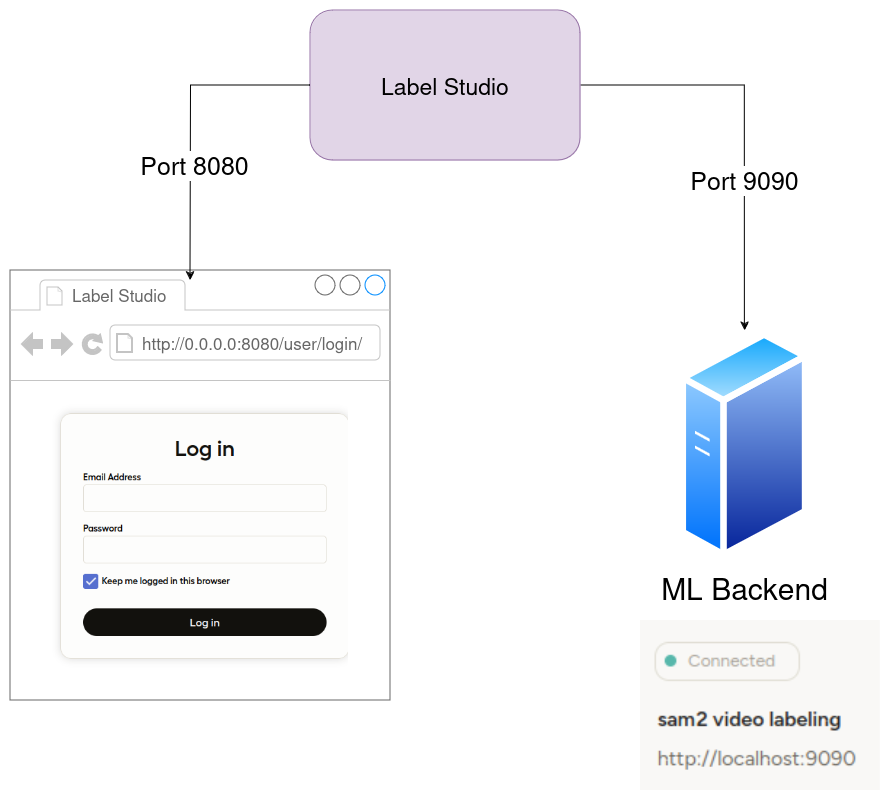 Label Studio
Port 8080
Port 9090
Label Studio
http://0.0.0.0:8080/user/login/
Log in
Email Address
Password
Keep me logged in this browser
Log in
ML Backend
Connected
sam2 video labeling
http://localhost:9090